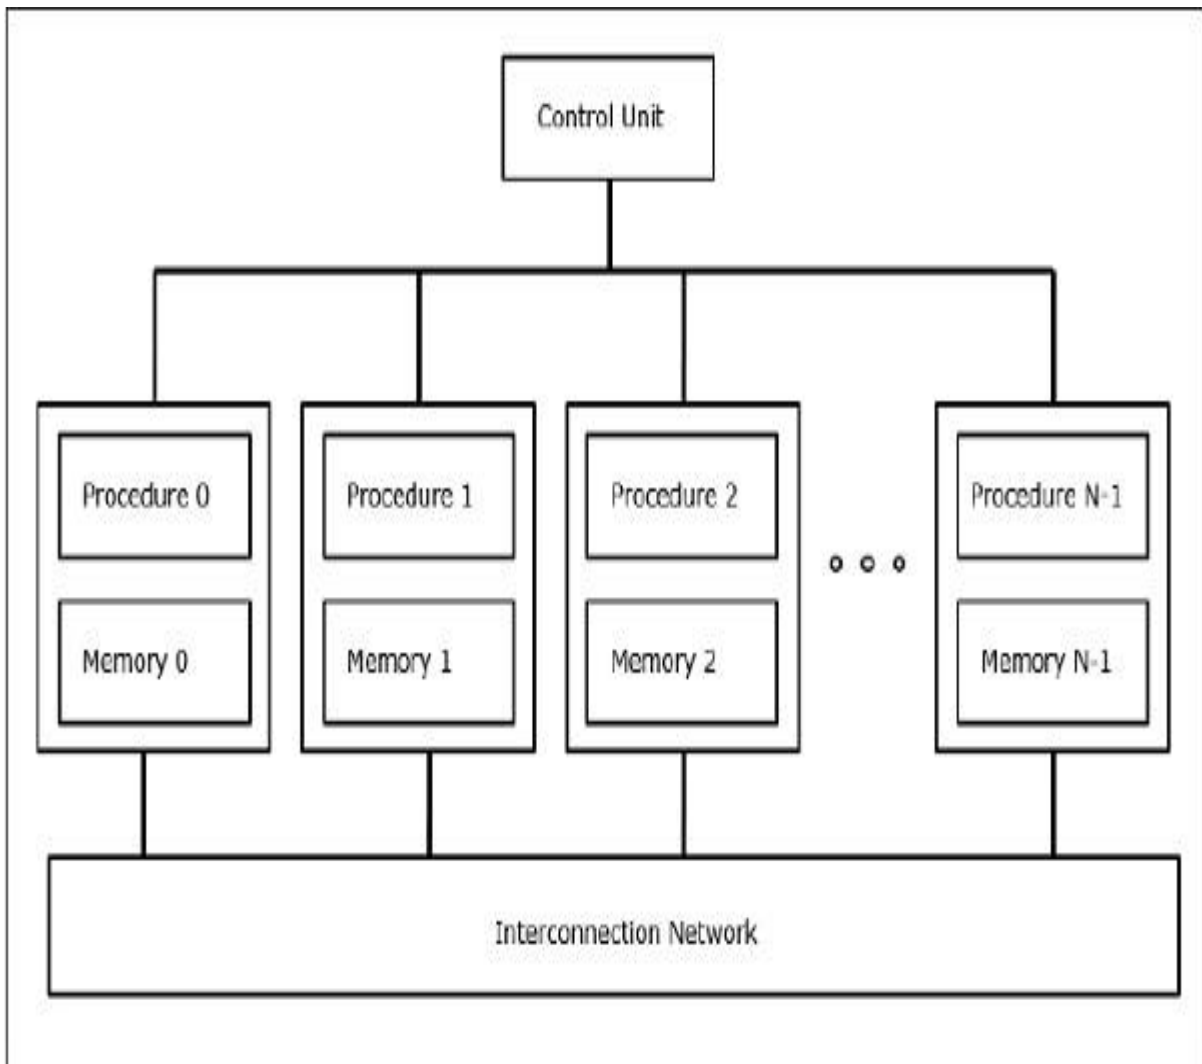 Control Unit
Procedure 0
Procedure 1
Procedure 2
Procedure N-1
Memory 0
Memory 1
Memory 2
Memory N-1
Interconnection Network